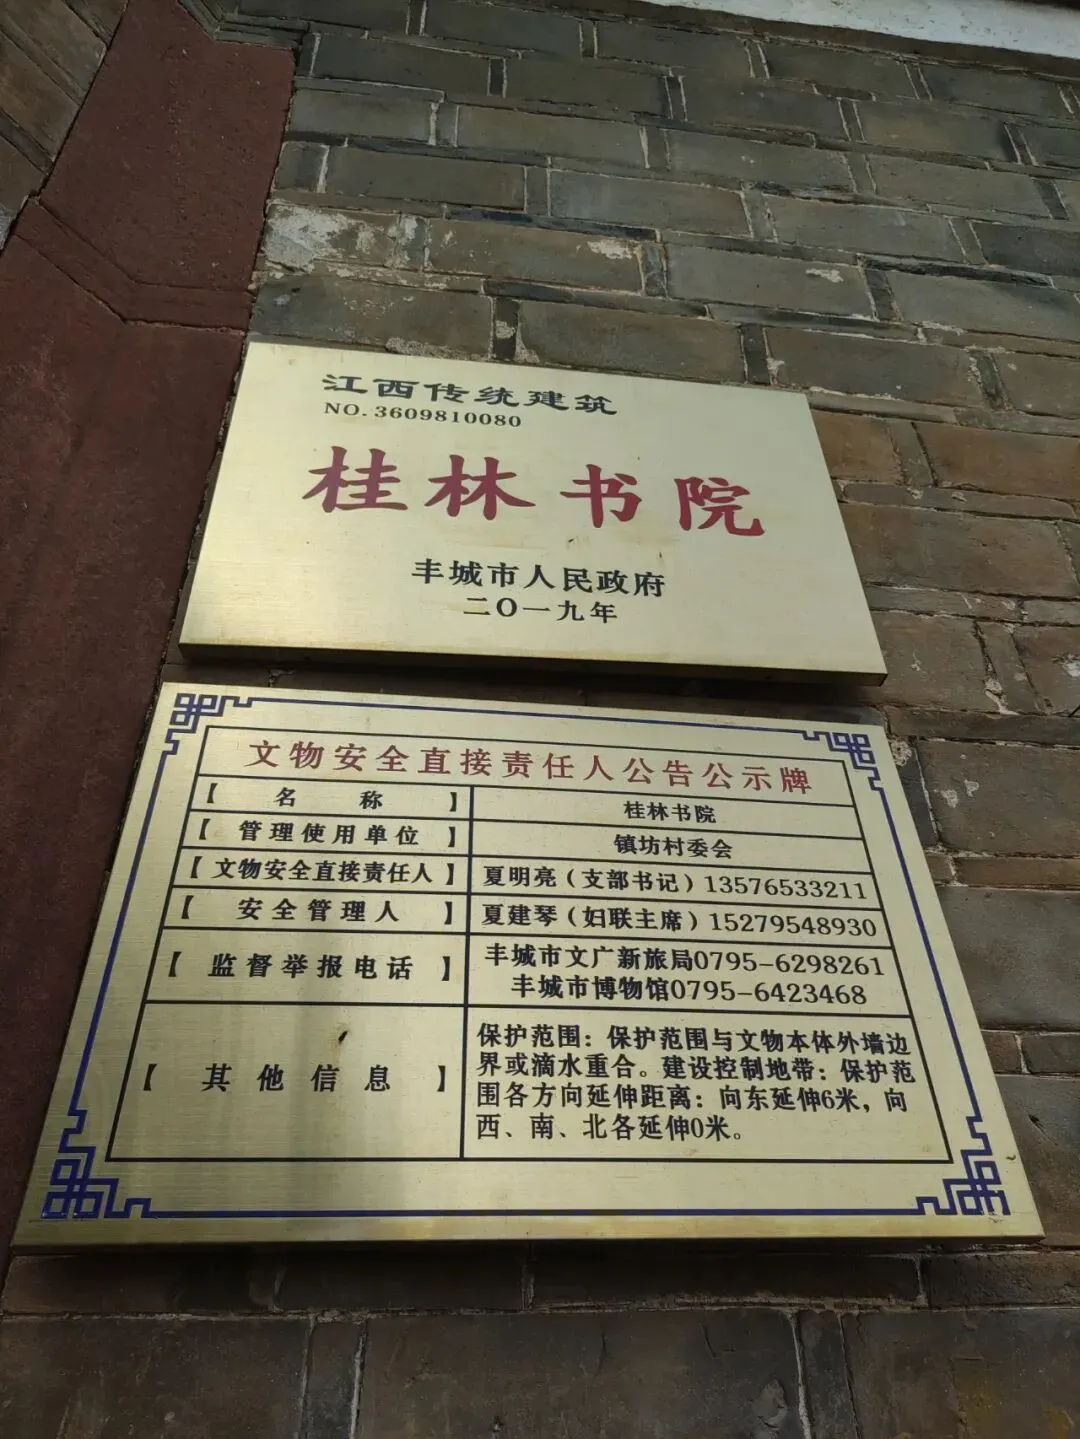 江西传统建筑
NO.3609810080
桂林书院
丰城市人民政府
二〇一九年
文物安全直接责任人公告公示牌
【名称】 桂林书院
【管理使用单位】 镇坊村委会
【文物安全直接责任人】 夏明亮（支部书记）13576533211
【安全管理人】 夏建琴（妇联主席）15279548930
【监督举报电话】 丰城市文广新旅局0795-6298261
丰城市博物馆0795-6423468
【其他信息】 保护范围：保护范围与文物本体外墙边
界或滴水重合。建设控制地带：保护范
围各方向延伸距离：向东延伸6米，向
西、南、北各延伸0米。